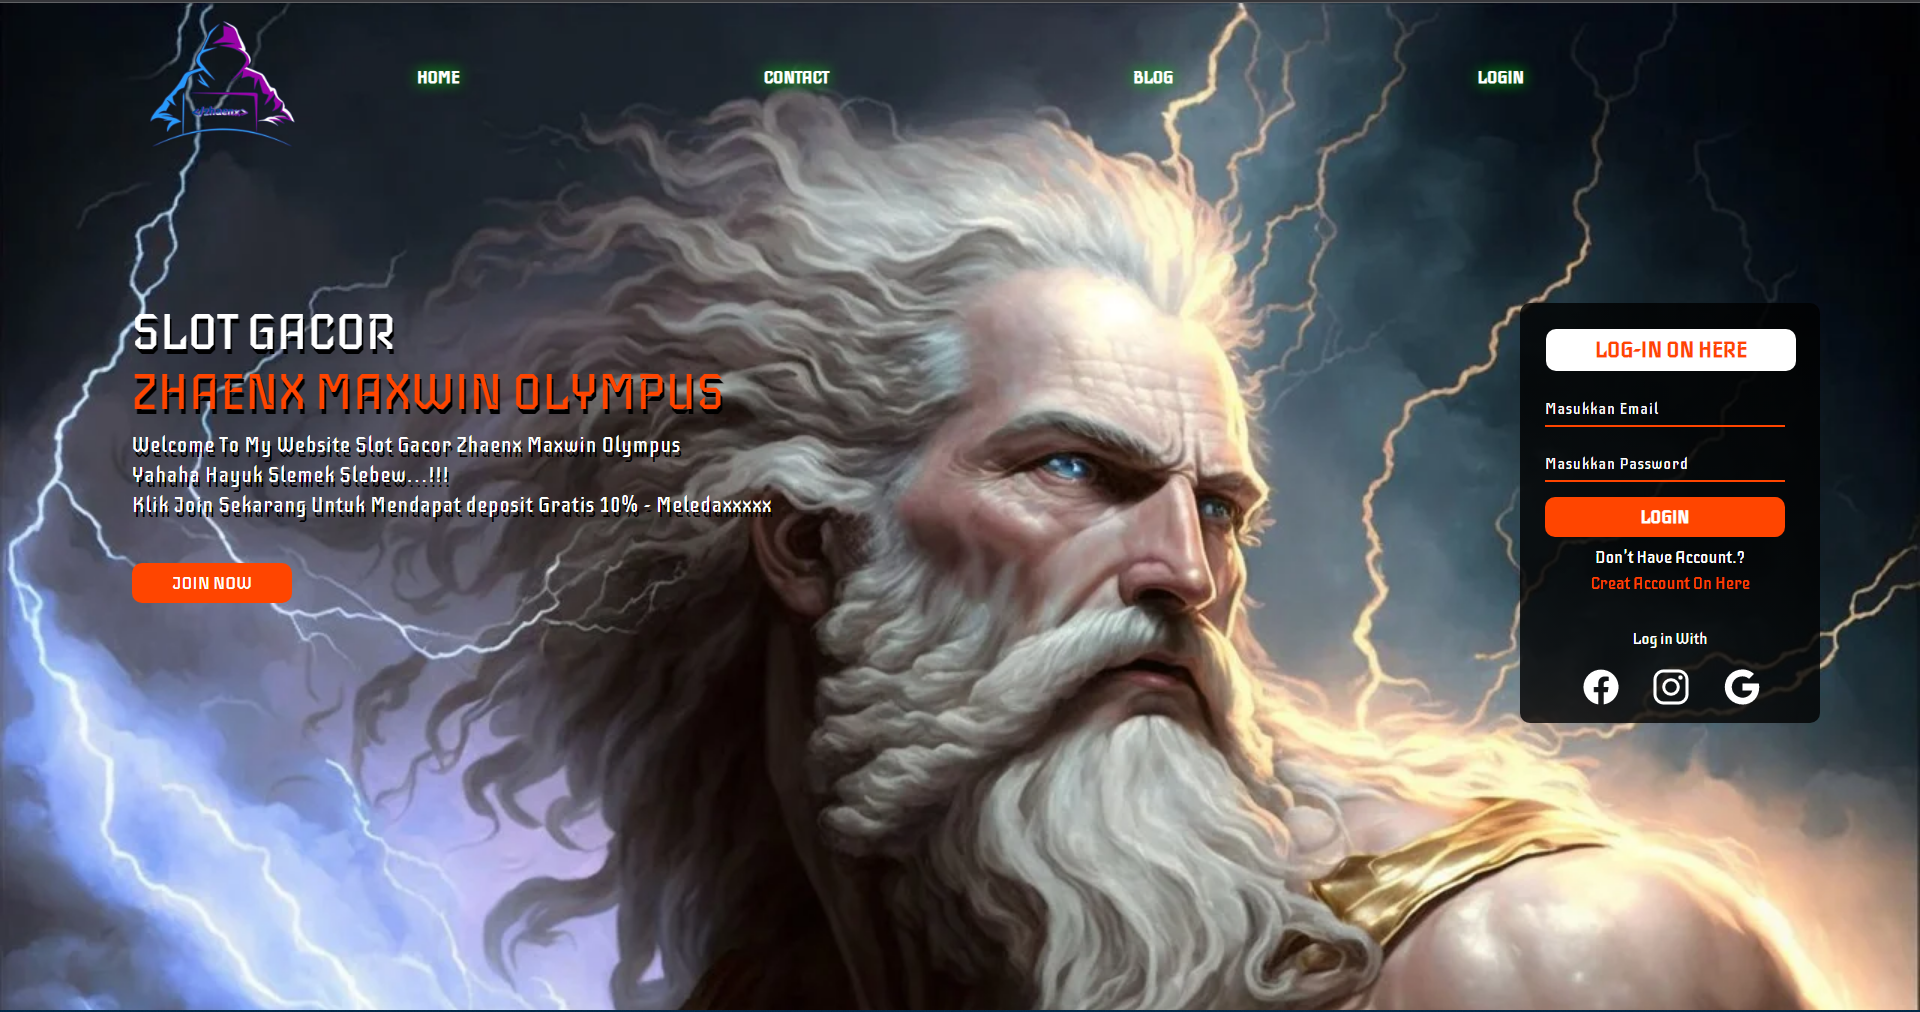 HOME
CONTACT
BLOG
LOGIN
SLOT GACOR
ZHAENX MAXWIN OLYMPUS
Welcome To My Website Slot Gacor Zhaenx Maxwin Olympus
Yahaha Hayuk Slemek Slebew...!!!
Klik Join Sekarang Untuk Mendapat deposit Gratis 10% - Meledaxxxxx
JOIN NOW
LOG-IN ON HERE
Masukkan Email
Masukkan Password
LOGIN
Don't Have Account.?
Creat Account On Here
Log in With